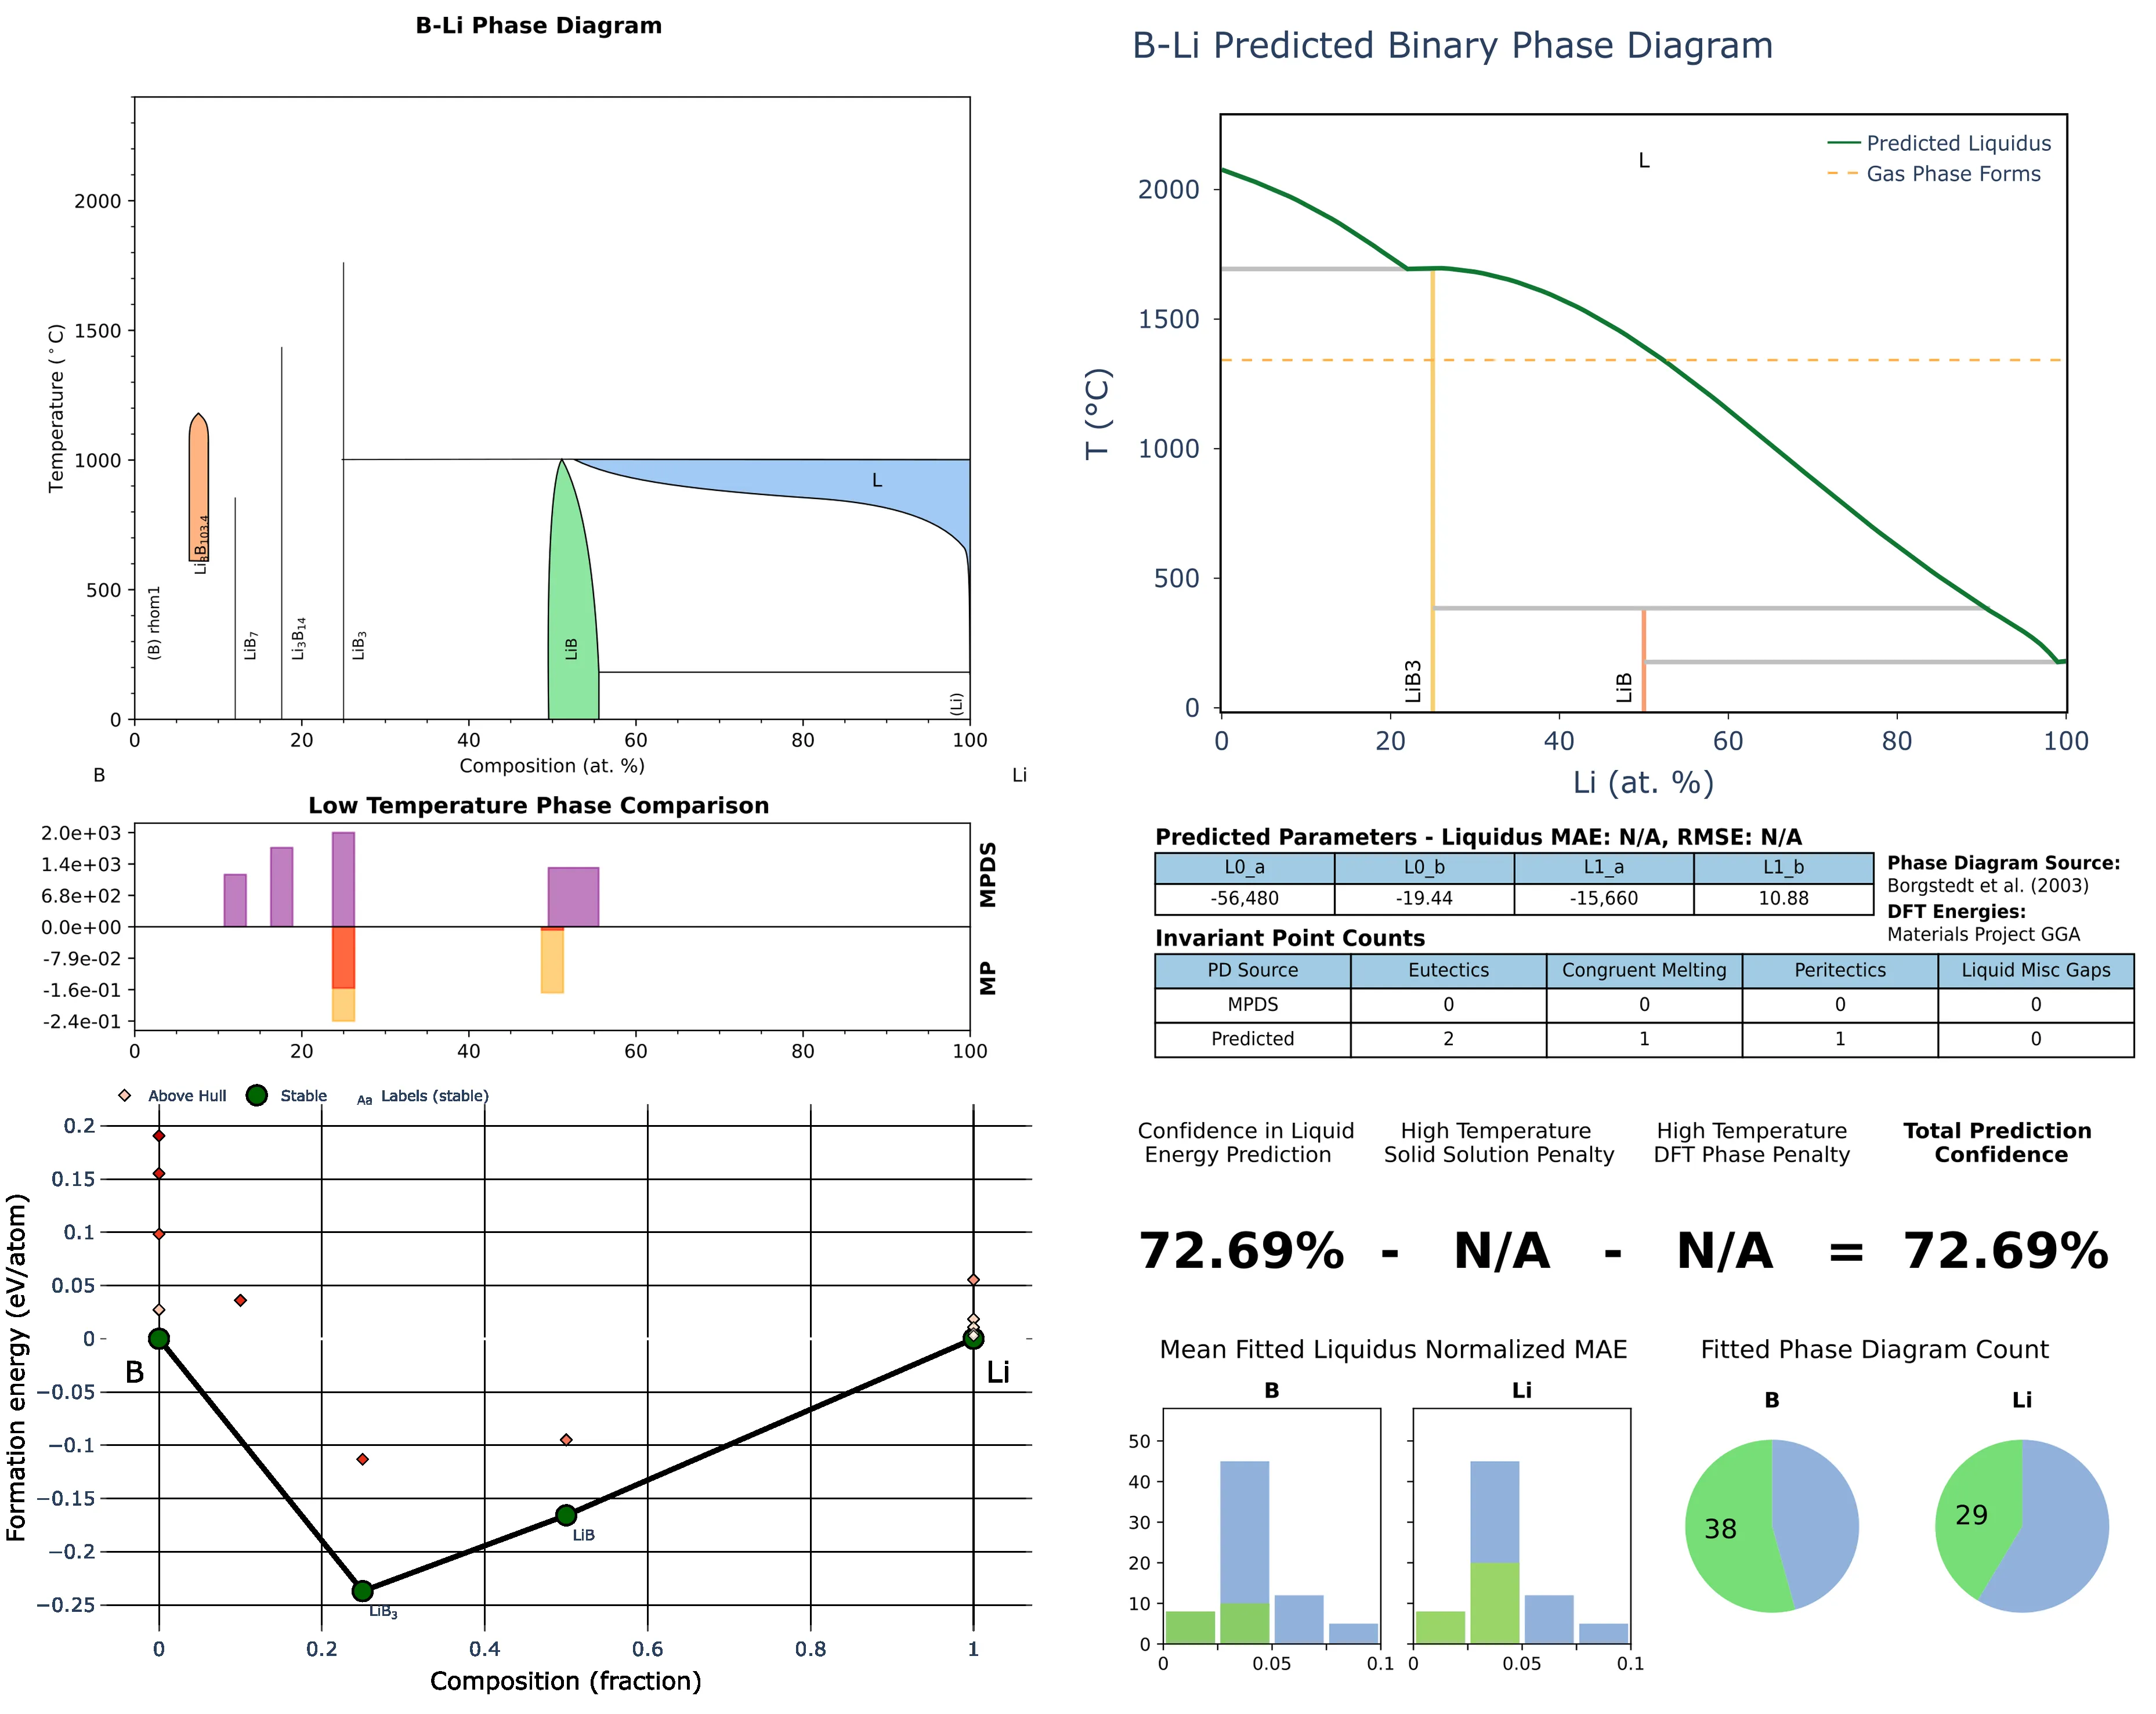 B-Li Phase Diagram
Temperature (°C)
2000
1500
1000
500
0
L
Li₃B₁₀₃.₄
(B) rhom1
LiB₇
Li₃B₁₄
LiB₃
LiB
(Li)
0 20 40 60 80 100
Composition (at. %)
B Li
B-Li Predicted Binary Phase Diagram
T (°C)
2000
1500
1000
500
0
L
Predicted Liquidus
Gas Phase Forms
LiB3
LiB
0 20 40 60 80 100
Li (at. %)
Low Temperature Phase Comparison
2.0e+03
1.4e+03
6.8e+02
0.0e+00
-7.9e-02
-1.6e-01
-2.4e-01
MPDS
MP
0 20 40 60 80 100
Predicted Parameters - Liquidus MAE: N/A, RMSE: N/A
L0_a L0_b L1_a L1_b
-56,480 -19.44 -15,660 10.88
Phase Diagram Source:
Borgstedt et al. (2003)
DFT Energies:
Materials Project GGA
Invariant Point Counts
PD Source Eutectics Congruent Melting Peritectics Liquid Misc Gaps
MPDS 0 0 0 0
Predicted 2 1 1 0
Above Hull Stable Aa Labels (stable)
Formation energy (eV/atom)
0.2
0.15
0.1
0.05
0
−0.05
−0.1
−0.15
−0.2
−0.25
B
Li
LiB
LiB₃
0 0.2 0.4 0.6 0.8 1
Composition (fraction)
Confidence in Liquid
Energy Prediction
High Temperature
Solid Solution Penalty
High Temperature
DFT Phase Penalty
Total Prediction
Confidence
72.69% - N/A - N/A = 72.69%
Mean Fitted Liquidus Normalized MAE
B Li
50
40
30
20
10
0
0 0.05 0.1
0 0.05 0.1
Fitted Phase Diagram Count
B Li
38 29